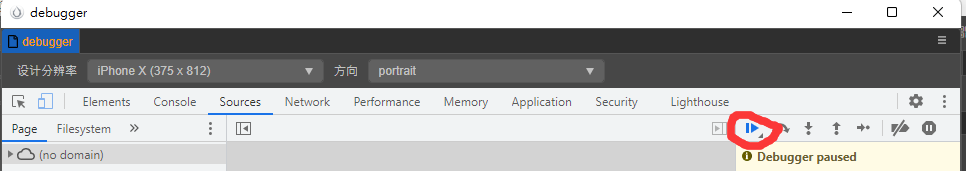 debugger
debugger
设计分辨率 iPhone X (375 x 812) 方向 portrait
Elements Console Sources Network Performance Memory Application Security Lighthouse
Page Filesystem
(no domain)
Debugger paused